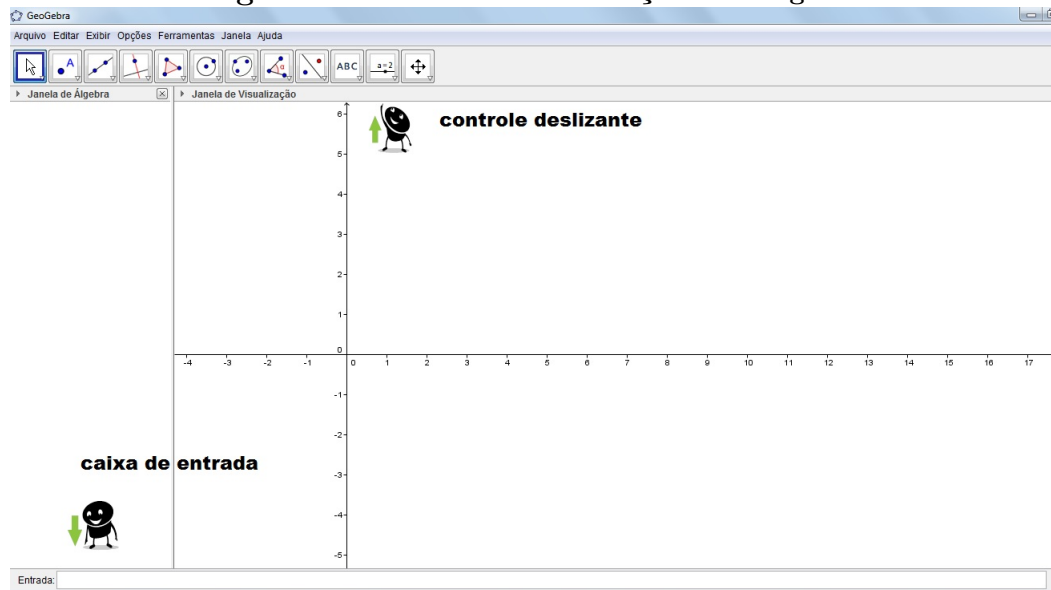 GeoGebra
Arquivo Editar Exibir Opções Ferramentas Janela Ajuda
A
α
ABC
a=2
Janela de Álgebra
Janela de Visualização
controle deslizante
6
5
4
3
2
1
0
-4 -3 -2 -1 0 1 2 3 4 5 6 7 8 9 10 11 12 13 14 15 16 17
-1
-2
caixa de entrada
-3
-4
-5
Entrada: